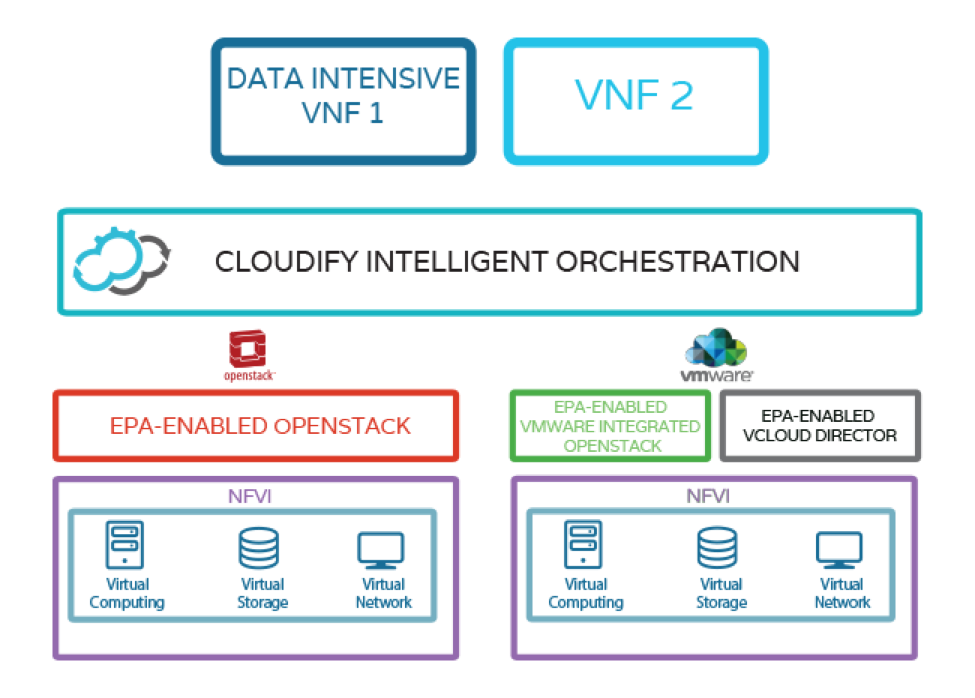 DATA INTENSIVE
VNF 1
VNF 2
CLOUDIFY INTELLIGENT ORCHESTRATION
openstack
vmware
EPA-ENABLED OPENSTACK
EPA-ENABLED
VMWARE INTEGRATED
OPENSTACK
EPA-ENABLED
VCLOUD DIRECTOR
NFVI
Virtual
Computing
Virtual
Storage
Virtual
Network
NFVI
Virtual
Computing
Virtual
Storage
Virtual
Network